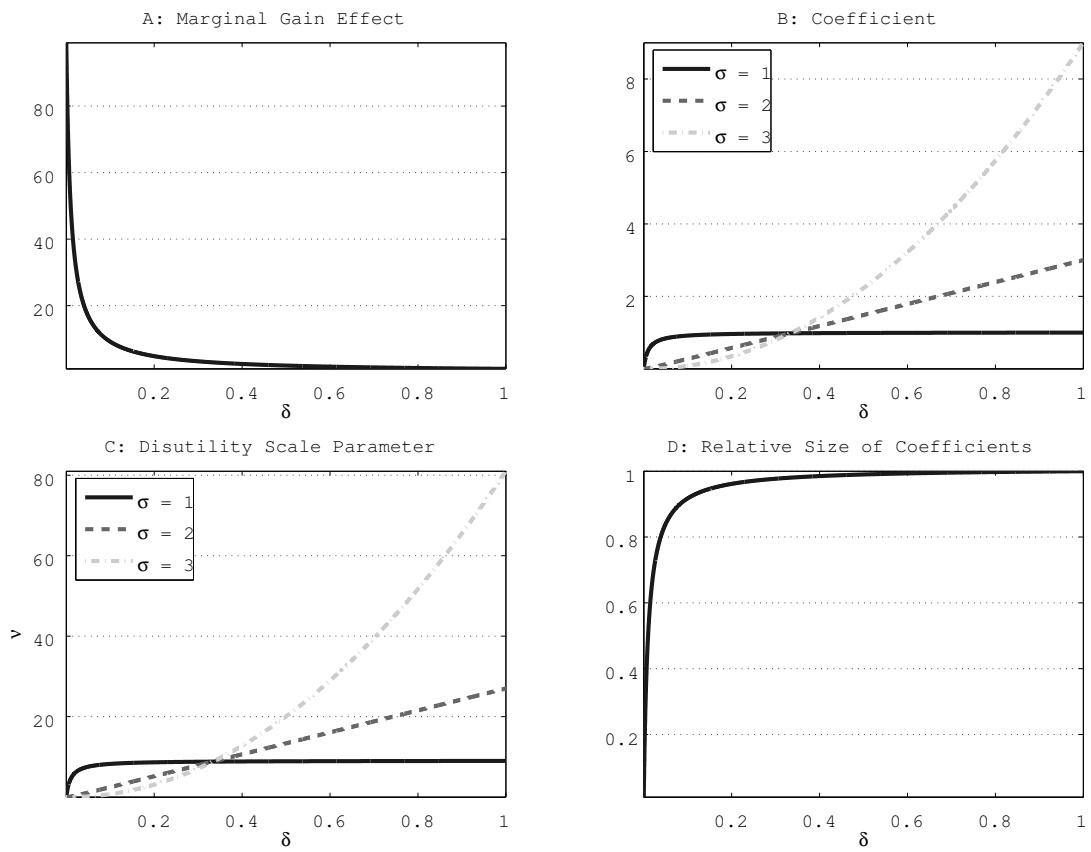 A: Marginal Gain Effect
80
60
40
20
0.2 0.4 0.6 0.8 1
δ
B: Coefficient
σ = 1
σ = 2
σ = 3
8
6
4
2
0.2 0.4 0.6 0.8 1
δ
C: Disutility Scale Parameter
σ = 1
σ = 2
σ = 3
80
60
40
20
ν
0.2 0.4 0.6 0.8 1
δ
D: Relative Size of Coefficients
1
0.8
0.6
0.4
0.2
0.2 0.4 0.6 0.8 1
δ